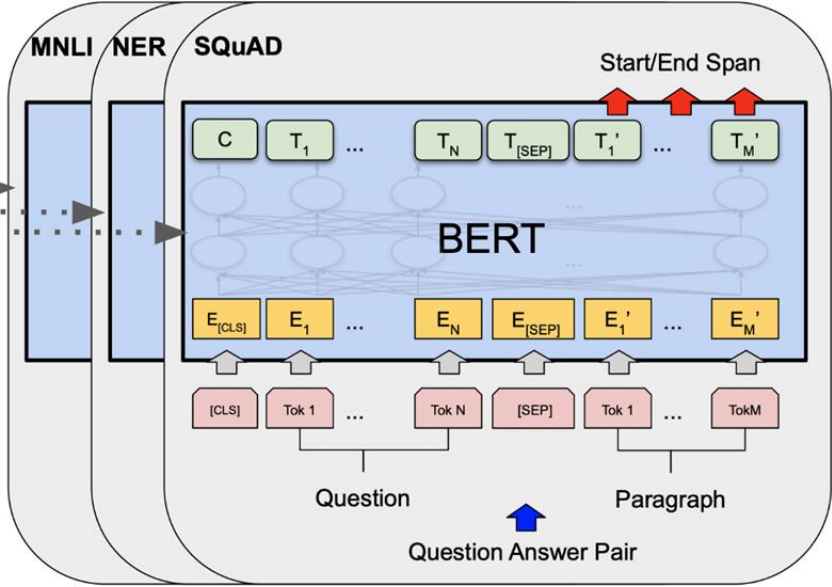 MNLI NER SQuAD
Start/End Span
C T1 ... TN T[SEP] T1' ... TM'
...
BERT
...
E[CLS] E1 ... EN E[SEP] E1' ... EM'
[CLS] Tok 1 ... Tok N [SEP] Tok 1 ... TokM
Question Paragraph
Question Answer Pair